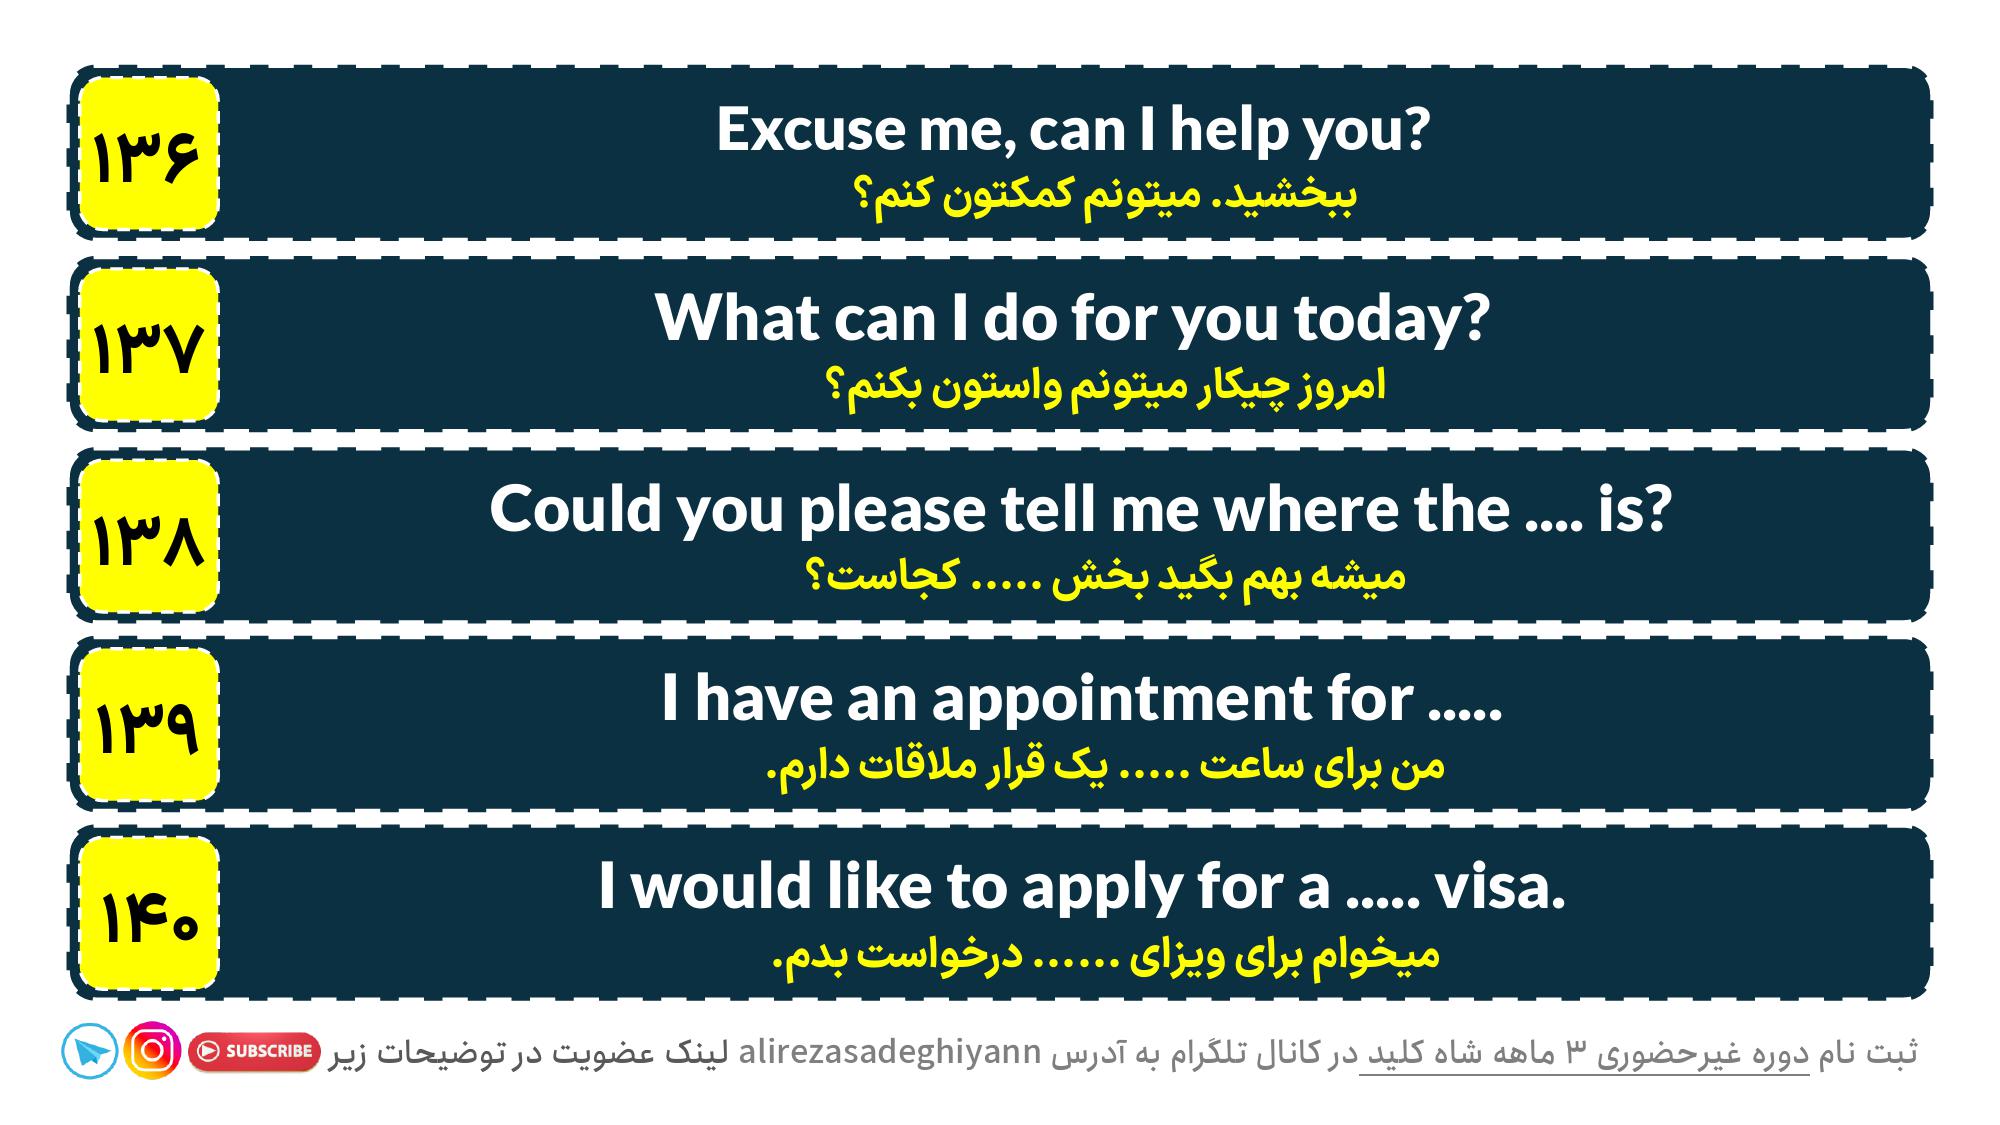 ۱۳۶
Excuse me, can I help you?
ببخشید. میتونم کمکتون کنم؟
۱۳۷
What can I do for you today?
امروز چیکار میتونم واستون بکنم؟
۱۳۸
Could you please tell me where the .... is?
میشه بهم بگید بخش ..... کجاست؟
۱۳۹
I have an appointment for .....
من برای ساعت ..... یک قرار ملاقات دارم.
۱۴۰
I would like to apply for a ..... visa.
میخوام برای ویزای ...... درخواست بدم.
ثبت نام دوره غیرحضوری ۳ ماهه شاه کلید در کانال تلگرام به آدرس alirezasadeghiyann لینک عضویت در توضیحات زیر SUBSCRIBE